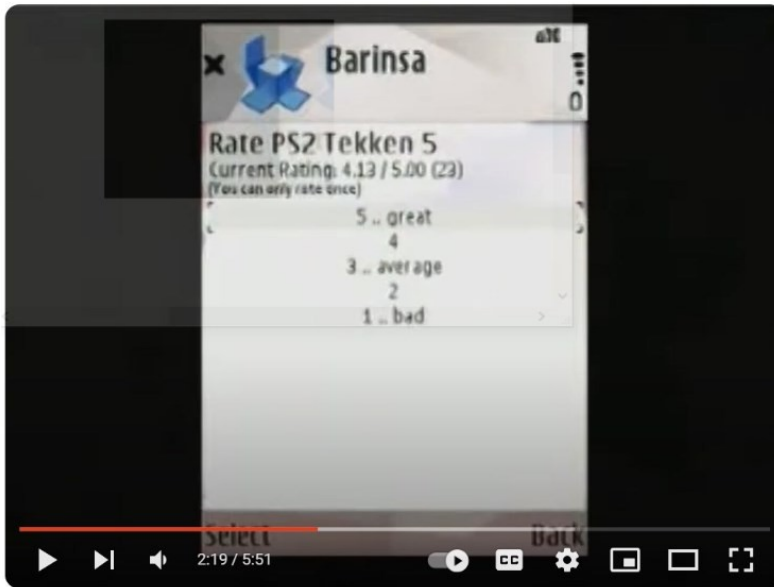 Barinsa
Rate PS2 Tekken 5
Current Rating: 4.13 / 5.00 (23)
(You can only rate once)
5 .. great
4
3 .. average
2
1 .. bad
Select Back
2:19 / 5:51
CC